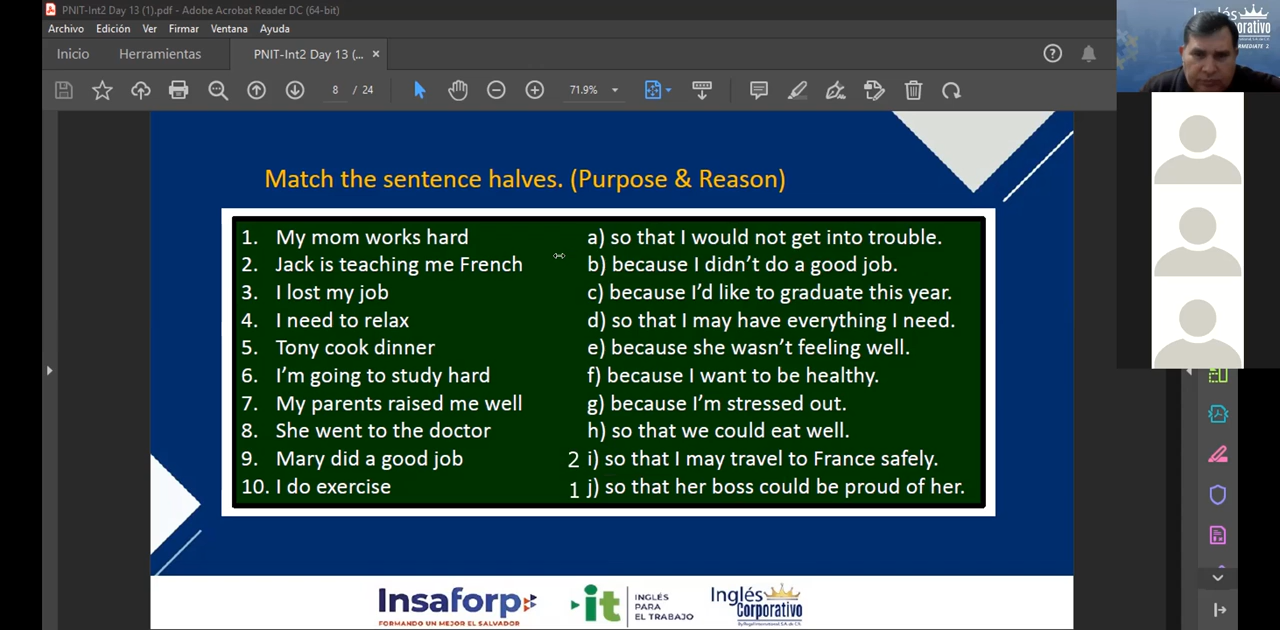 PNIT-Int2 Day 13 (1).pdf - Adobe Acrobat Reader DC (64-bit)
Archivo Edición Ver Firmar Ventana Ayuda
Inicio Herramientas PNIT-Int2 Day 13 (... ×
8 / 24 71.9%
Match the sentence halves. (Purpose & Reason)
1. My mom works hard a) so that I would not get into trouble.
2. Jack is teaching me French b) because I didn't do a good job.
3. I lost my job c) because I'd like to graduate this year.
4. I need to relax d) so that I may have everything I need.
5. Tony cook dinner e) because she wasn't feeling well.
6. I'm going to study hard f) because I want to be healthy.
7. My parents raised me well g) because I'm stressed out.
8. She went to the doctor h) so that we could eat well.
9. Mary did a good job 2 i) so that I may travel to France safely.
10. I do exercise 1 j) so that her boss could be proud of her.
Insaforp
FORMANDO UN MEJOR EL SALVADOR
it
INGLÉS
PARA
EL TRABAJO
Inglés
Corporativo